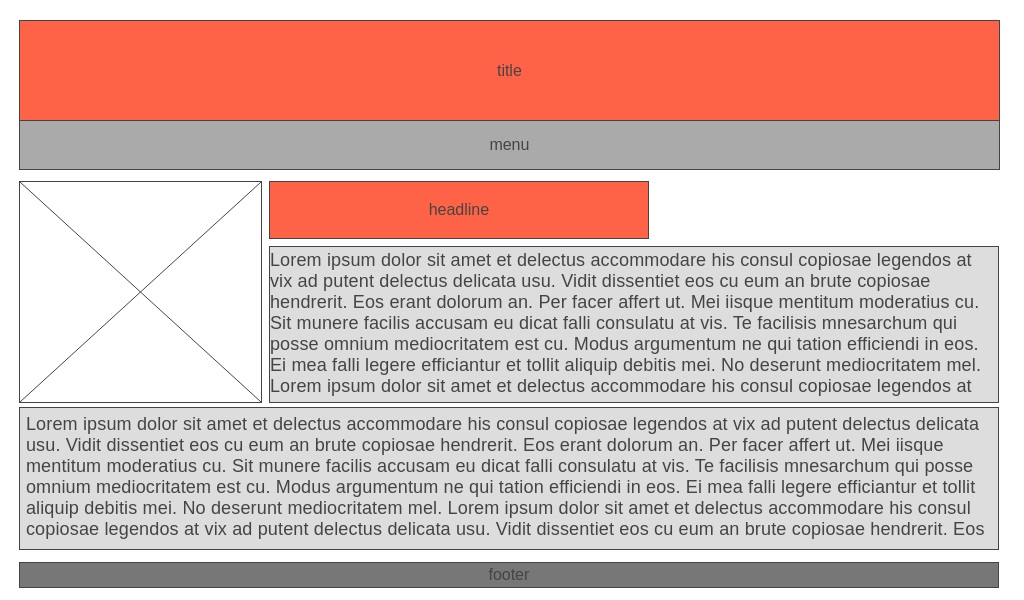 title
menu
headline
Lorem ipsum dolor sit amet et delectus accommodare his consul copiosae legendos at
vix ad putent delectus delicata usu. Vidit dissentiet eos cu eum an brute copiosae
hendrerit. Eos erant dolorum an. Per facer affert ut. Mei iisque mentitum moderatius cu.
Sit munere facilis accusam eu dicat falli consulatu at vis. Te facilisis mnesarchum qui
posse omnium mediocritatem est cu. Modus argumentum ne qui tation efficiendi in eos.
Ei mea falli legere efficiantur et tollit aliquip debitis mei. No deserunt mediocritatem mel.
Lorem ipsum dolor sit amet et delectus accommodare his consul copiosae legendos at
Lorem ipsum dolor sit amet et delectus accommodare his consul copiosae legendos at vix ad putent delectus delicata
usu. Vidit dissentiet eos cu eum an brute copiosae hendrerit. Eos erant dolorum an. Per facer affert ut. Mei iisque
mentitum moderatius cu. Sit munere facilis accusam eu dicat falli consulatu at vis. Te facilisis mnesarchum qui posse
omnium mediocritatem est cu. Modus argumentum ne qui tation efficiendi in eos. Ei mea falli legere efficiantur et tollit
aliquip debitis mei. No deserunt mediocritatem mel. Lorem ipsum dolor sit amet et delectus accommodare his consul
copiosae legendos at vix ad putent delectus delicata usu. Vidit dissentiet eos cu eum an brute copiosae hendrerit. Eos
footer